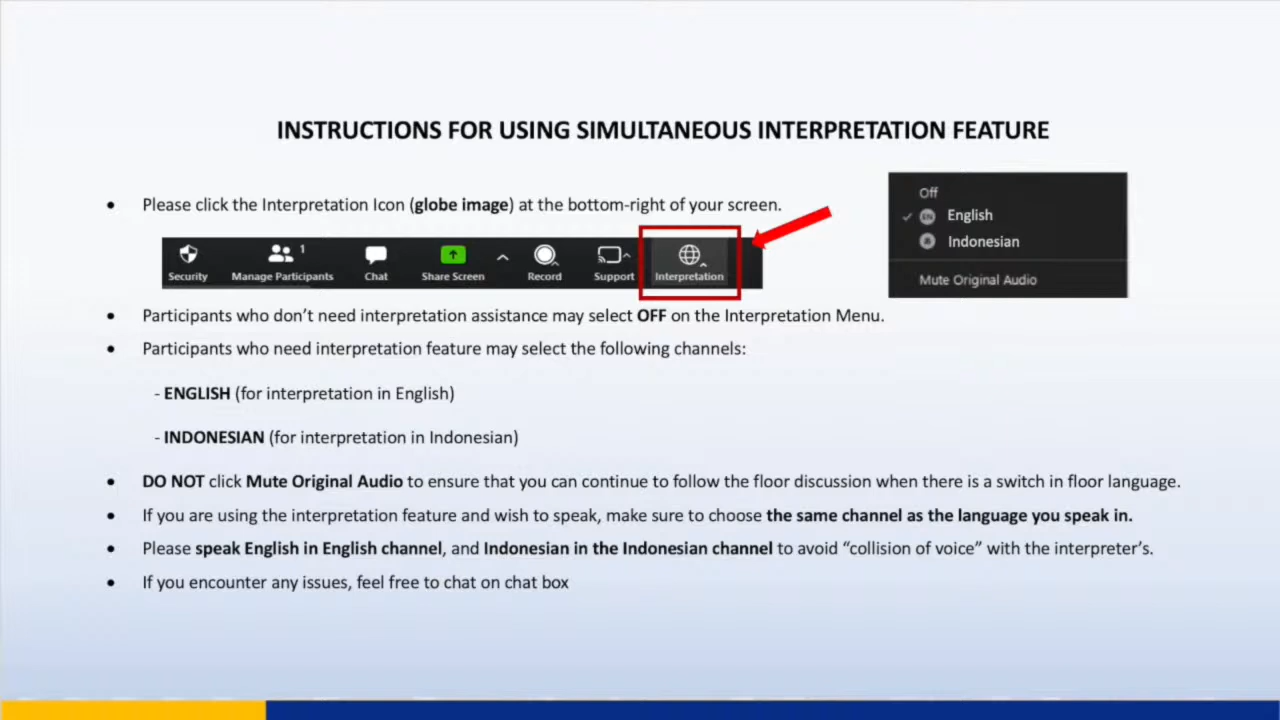 INSTRUCTIONS FOR USING SIMULTANEOUS INTERPRETATION FEATURE
• Please click the Interpretation Icon (globe image) at the bottom-right of your screen.
Security Manage Participants 1 Chat Share Screen Record Support Interpretation
Off
EN English
Indonesian
Mute Original Audio
• Participants who don't need interpretation assistance may select OFF on the Interpretation Menu.
• Participants who need interpretation feature may select the following channels:
- ENGLISH (for interpretation in English)
- INDONESIAN (for interpretation in Indonesian)
• DO NOT click Mute Original Audio to ensure that you can continue to follow the floor discussion when there is a switch in floor language.
• If you are using the interpretation feature and wish to speak, make sure to choose the same channel as the language you speak in.
• Please speak English in English channel, and Indonesian in the Indonesian channel to avoid “collision of voice” with the interpreter's.
• If you encounter any issues, feel free to chat on chat box